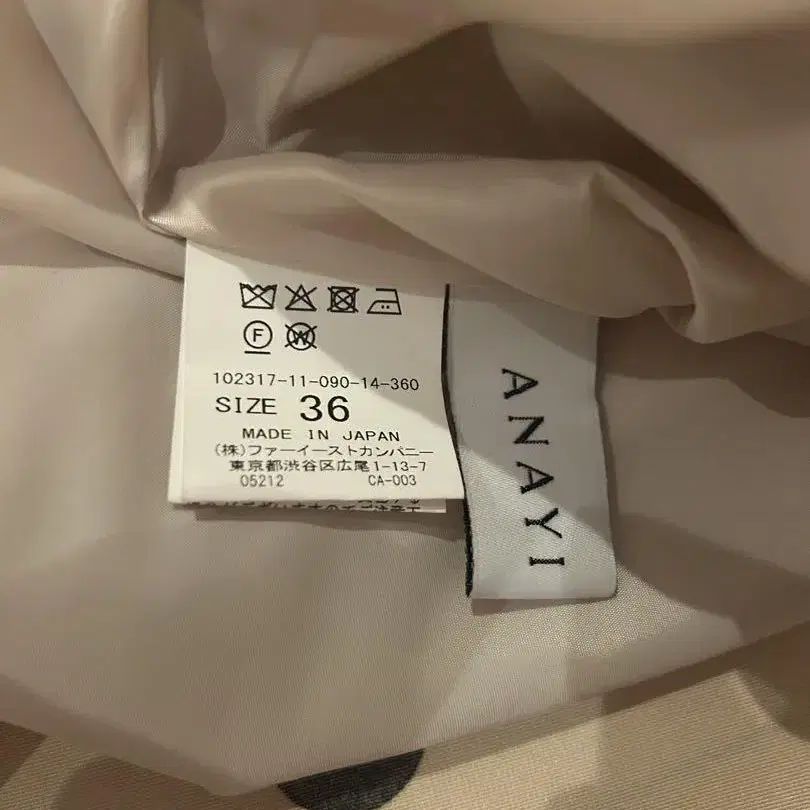 F
W
102317-11-090-14-360
SIZE 36
MADE IN JAPAN
(株)ファーイーストカンパニー
東京都渋谷区広尾1-13-7
05212 CA-003
ANAYI